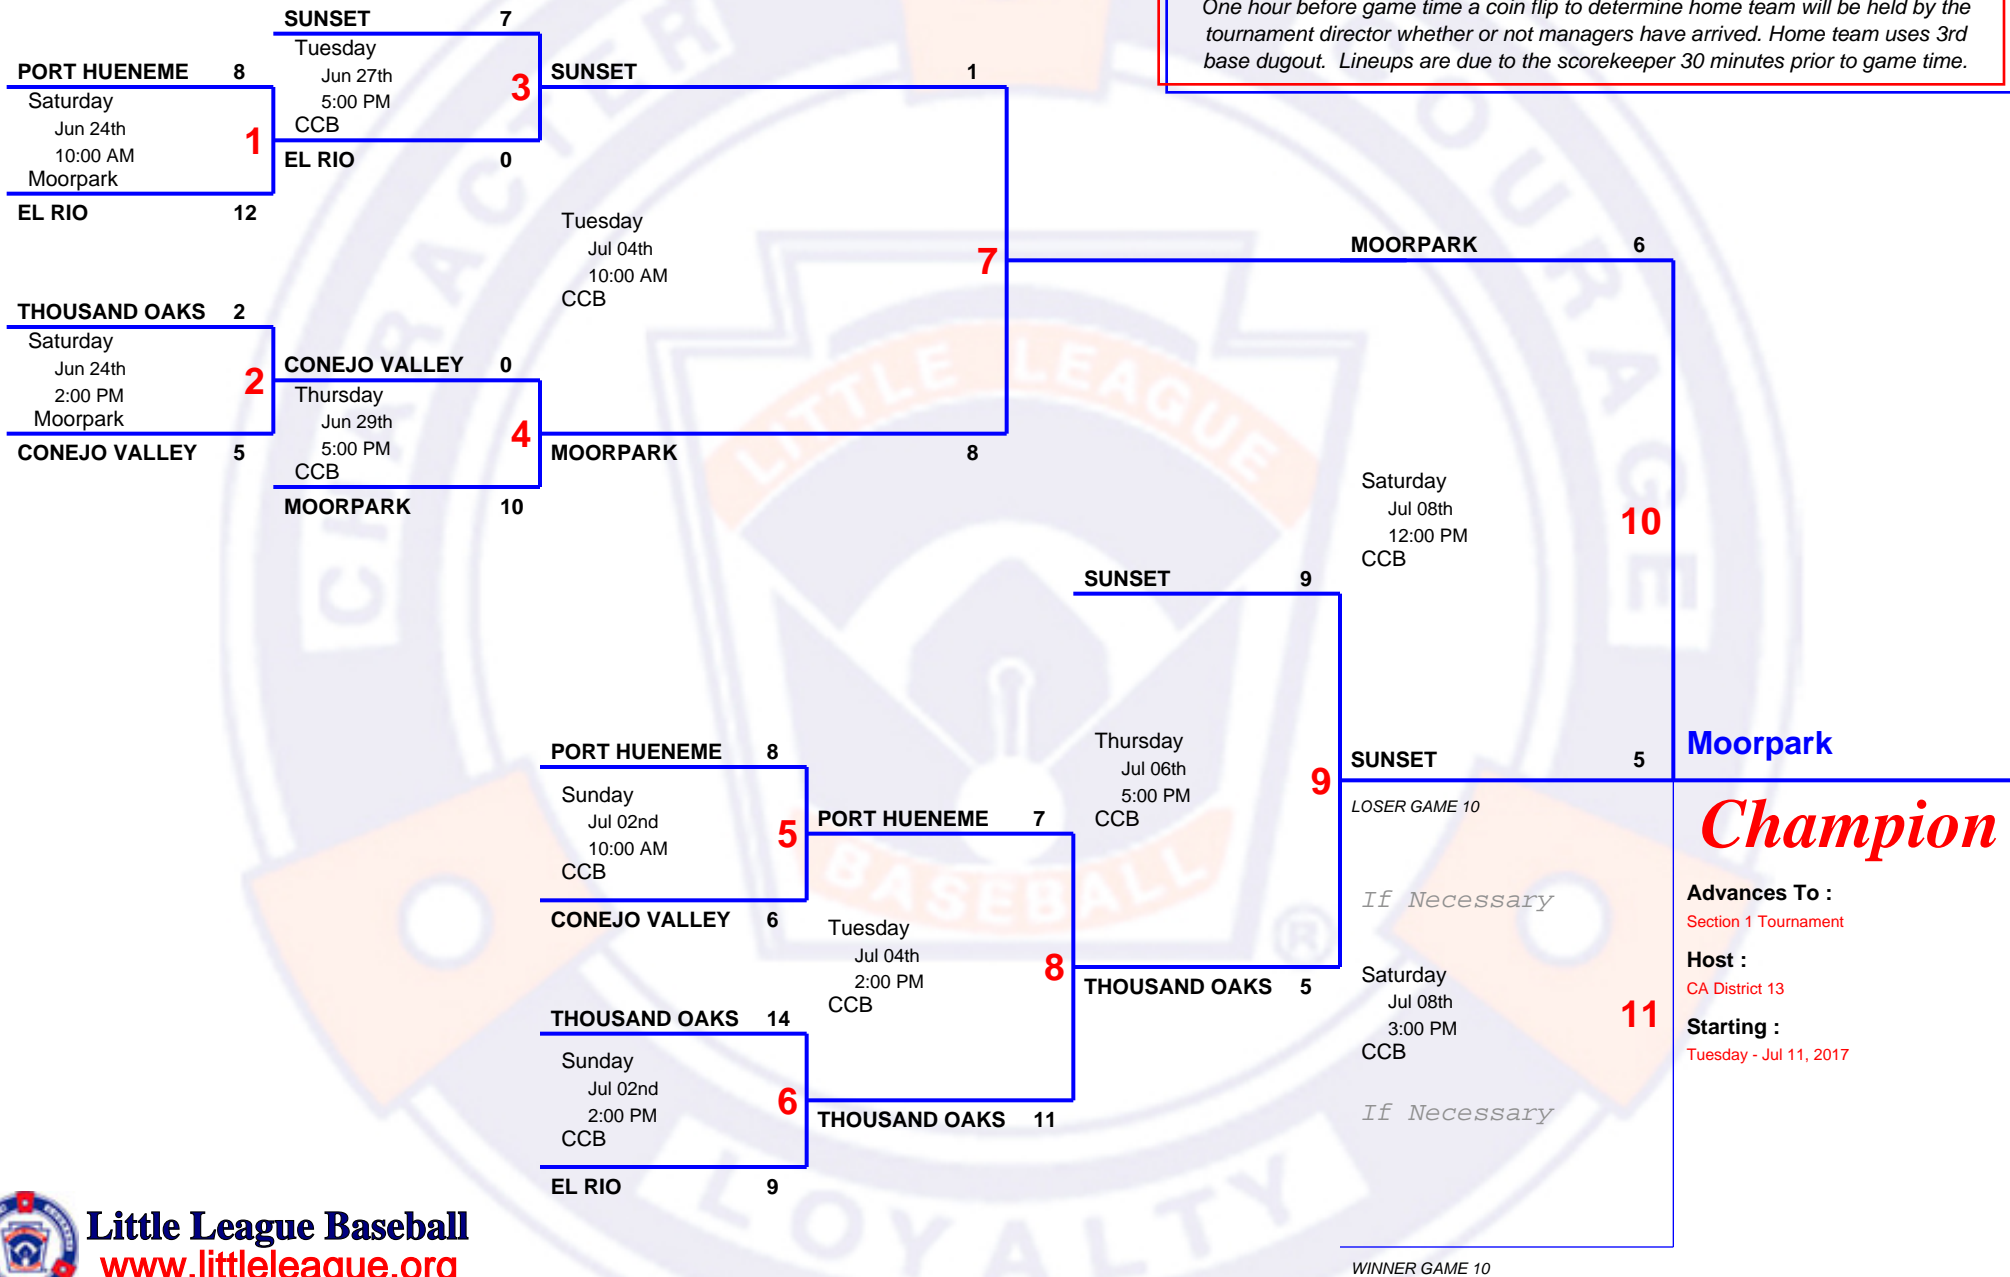 One hour before game time a coin flip to determine home team will be held by the
tournament director whether or not managers have arrived. Home team uses 3rd
base dugout. Lineups are due to the scorekeeper 30 minutes prior to game time.
SUNSET 7
Tuesday
Jun 27th
5:00 PM
CCB
3
EL RIO 0
PORT HUENEME 8
Saturday
Jun 24th
10:00 AM
Moorpark
1
EL RIO 12
SUNSET 1
Tuesday
Jul 04th
10:00 AM
CCB
7
MOORPARK 8
THOUSAND OAKS 2
Saturday
Jun 24th
2:00 PM
Moorpark
2
CONEJO VALLEY 5
CONEJO VALLEY 0
Thursday
Jun 29th
5:00 PM
CCB
4
MOORPARK 10
MOORPARK 6
Saturday
Jul 08th
12:00 PM
CCB
10
SUNSET 5
LOSER GAME 10
If Necessary
Saturday
Jul 08th
3:00 PM
CCB
11
If Necessary
WINNER GAME 10
SUNSET 9
Thursday
Jul 06th
5:00 PM
CCB
9
THOUSAND OAKS 5
PORT HUENEME 8
Sunday
Jul 02nd
10:00 AM
CCB
5
CONEJO VALLEY 6
PORT HUENEME 7
Tuesday
Jul 04th
2:00 PM
CCB
8
THOUSAND OAKS 11
THOUSAND OAKS 14
Sunday
Jul 02nd
2:00 PM
CCB
6
EL RIO 9
Moorpark
Champion
Advances To :
Section 1 Tournament
Host :
CA District 13
Starting :
Tuesday - Jul 11, 2017
CHARACTER
COURAGE
LOYALTY
LITTLE LEAGUE
BASEBALL
®
Little League Baseball
www.littleleague.org